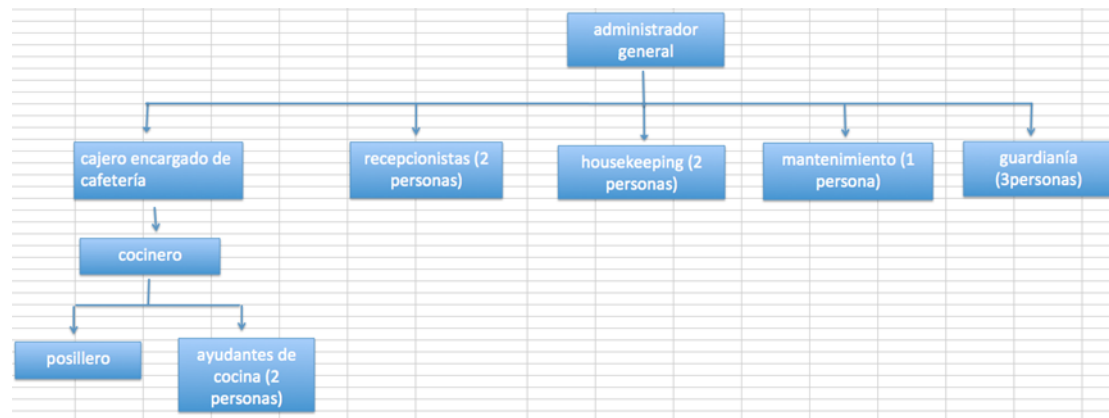 administrador
general
cajero encargado de
cafetería
recepcionistas (2
personas)
housekeeping (2
personas)
mantenimiento (1
persona)
guardianía
(3personas)
cocinero
posillero
ayudantes de
cocina (2
personas)